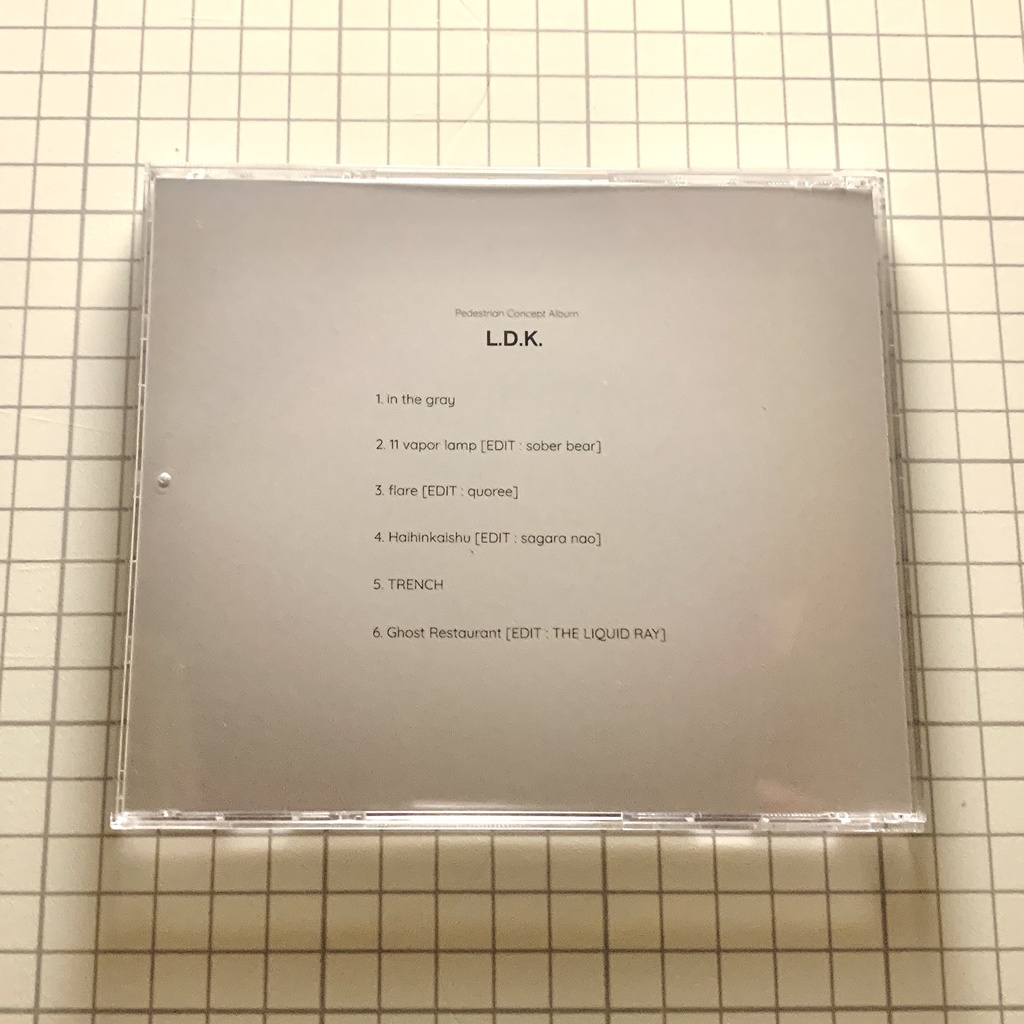 Pedestrian Concept Album
L.D.K.
1. in the gray
2. 11 vapor lamp [EDIT : sober bear]
3. flare [EDIT : quoree]
4. Haihinkaishu [EDIT : sagara nao]
5. TRENCH
6. Ghost Restaurant [EDIT : THE LIQUID RAY]